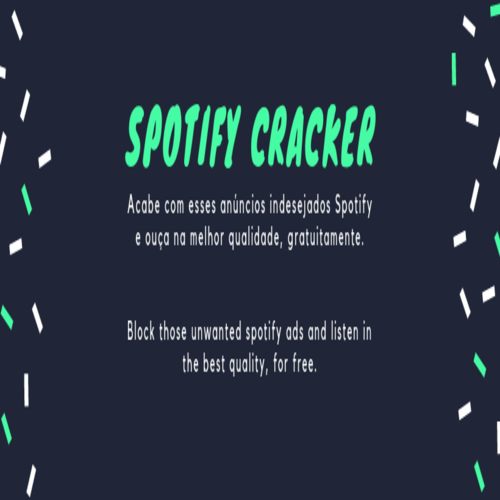 SPOTIFY CRACKER
Acabe com esses anúncios indesejados Spotify
e ouça na melhor qualidade, gratuitamente.
Block those unwanted spotify ads and listen in
the best quality, for free.